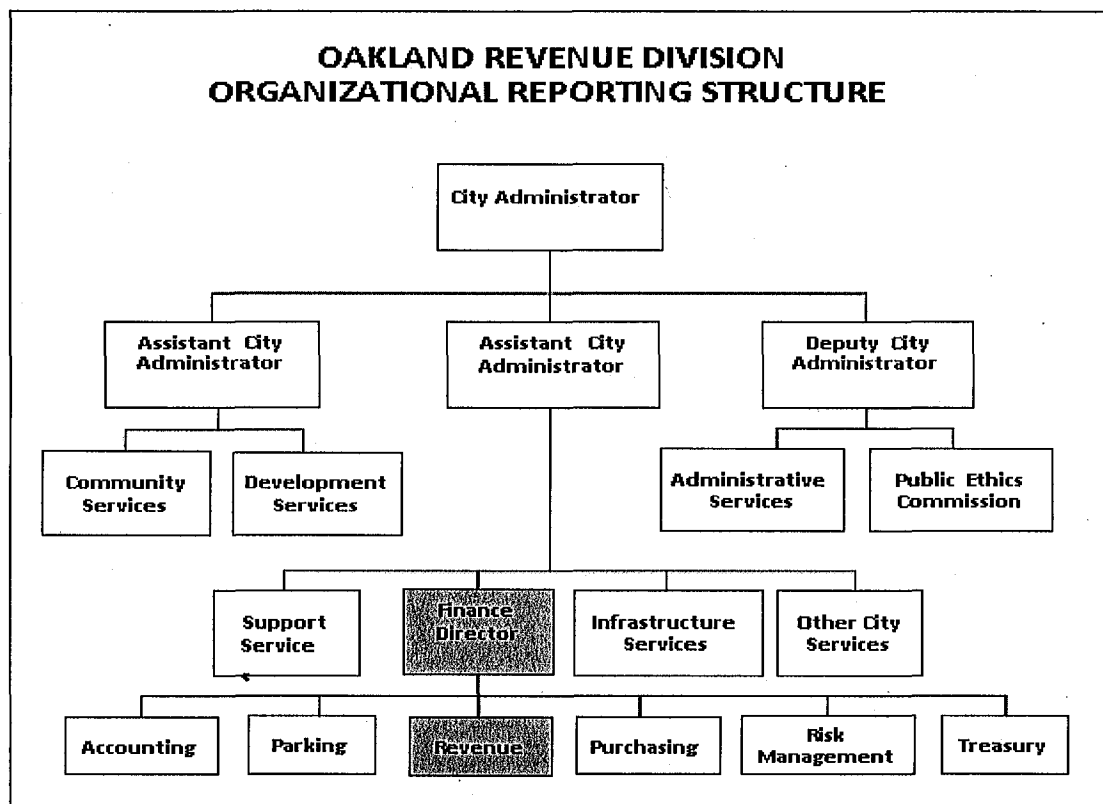 OAKLAND REVENUE DIVISION
ORGANIZATIONAL REPORTING STRUCTURE
City Administrator
Assistant City
Administrator
Assistant City
Administrator
Deputy City
Administrator
Community
Services
Development
Services
Administrative
Services
Public Ethics
Commission
Support
Service
Finance
Director
Infrastructure
Services
Other City
Services
Accounting
Parking
Revenue
Purchasing
Risk
Management
Treasury